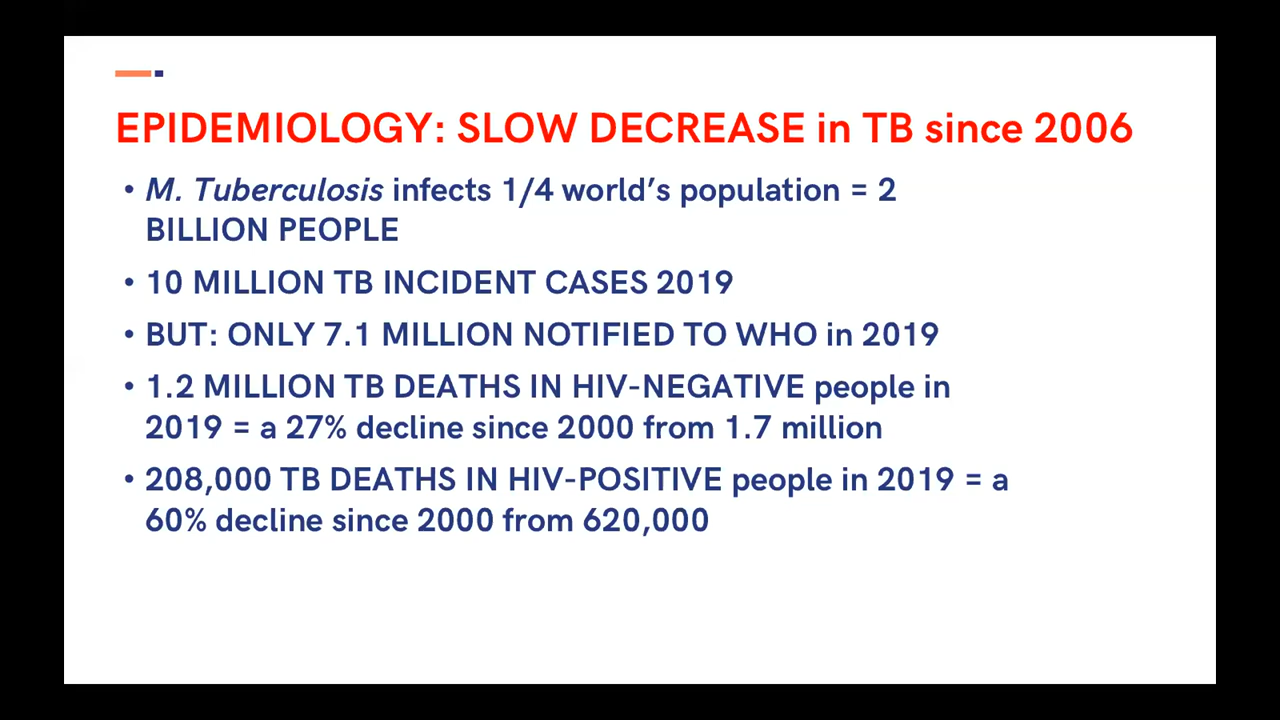 EPIDEMIOLOGY: SLOW DECREASE in TB since 2006
• M. Tuberculosis infects 1/4 world's population = 2
BILLION PEOPLE
• 10 MILLION TB INCIDENT CASES 2019
• BUT: ONLY 7.1 MILLION NOTIFIED TO WHO in 2019
• 1.2 MILLION TB DEATHS IN HIV-NEGATIVE people in
2019 = a 27% decline since 2000 from 1.7 million
• 208,000 TB DEATHS IN HIV-POSITIVE people in 2019 = a
60% decline since 2000 from 620,000